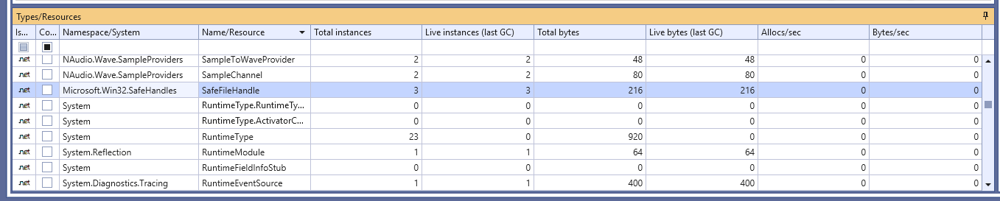 Types/Resources
Is... Co... Namespace/System Name/Resource Total instances Live instances (last GC) Total bytes Live bytes (last GC) Allocs/sec Bytes/sec
.net NAudio.Wave.SampleProviders SampleToWaveProvider 2 2 48 48 0 0
.net NAudio.Wave.SampleProviders SampleChannel 2 2 80 80 0 0
.net Microsoft.Win32.SafeHandles SafeFileHandle 3 3 216 216 0 0
.net System RuntimeType.RuntimeTy... 0 0 0 0 0 0
.net System RuntimeType.ActivatorC... 0 0 0 0 0 0
.net System RuntimeType 23 0 920 0 0 0
.net System.Reflection RuntimeModule 1 1 64 64 0 0
.net System RuntimeFieldInfoStub 0 0 0 0 0 0
.net System.Diagnostics.Tracing RuntimeEventSource 1 1 400 400 0 0